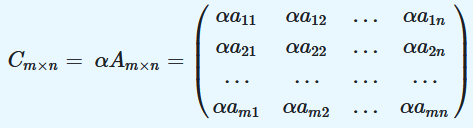 C_{m×n} = αA_{m×n} = ( αa_{11} αa_{12} … αa_{1n}
αa_{21} αa_{22} … αa_{2n}
… … … …
αa_{m1} αa_{m2} … αa_{mn} )